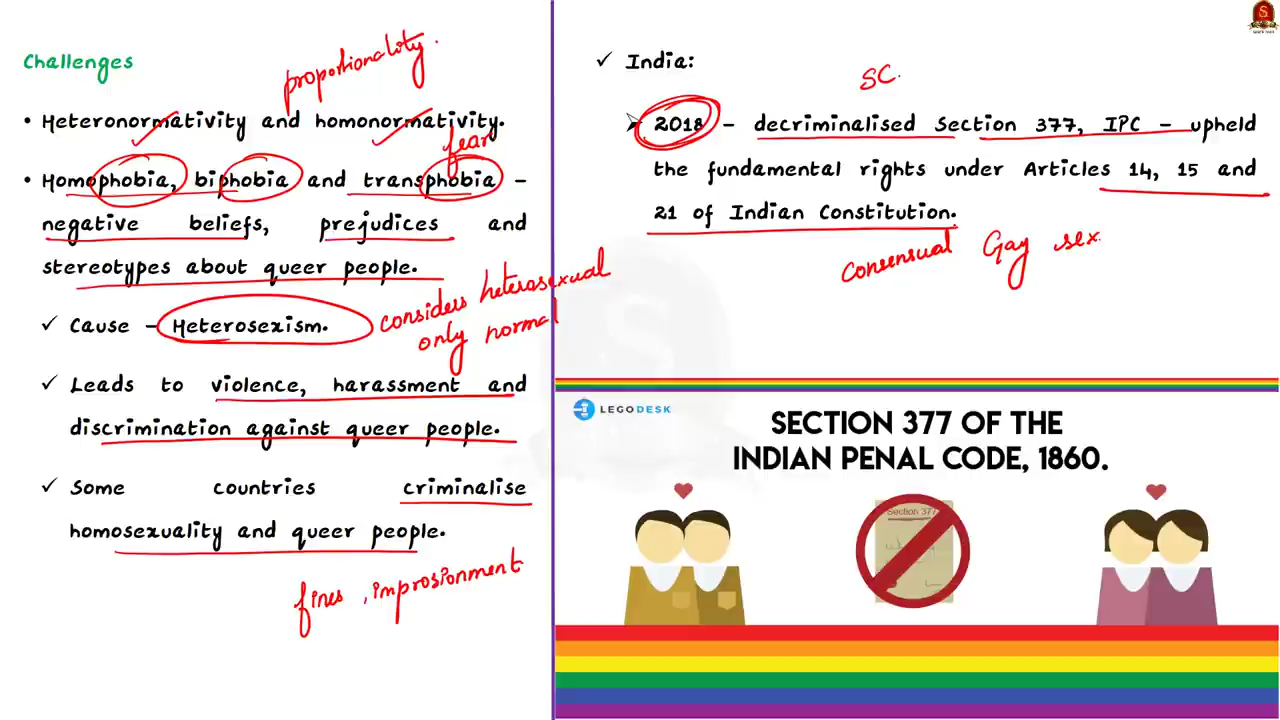 Challenges
proportionality.
• Heteronormativity and homonormativity.
fear
• Homophobia, biphobia and transphobia –
negative beliefs, prejudices and
stereotypes about queer people.
✓ Cause – Heterosexism.
considers heterosexual
only normal
✓ Leads to violence, harassment and
discrimination against queer people.
✓ Some countries criminalise
homosexuality and queer people.
fines, improsionment
✓ India:
SC.
➤ 2018 – decriminalised Section 377, IPC – upheld
the fundamental rights under Articles 14, 15 and
21 of Indian Constitution.
consensual Gay sex.
LEGODESK
SECTION 377 OF THE
INDIAN PENAL CODE, 1860.
Section 377